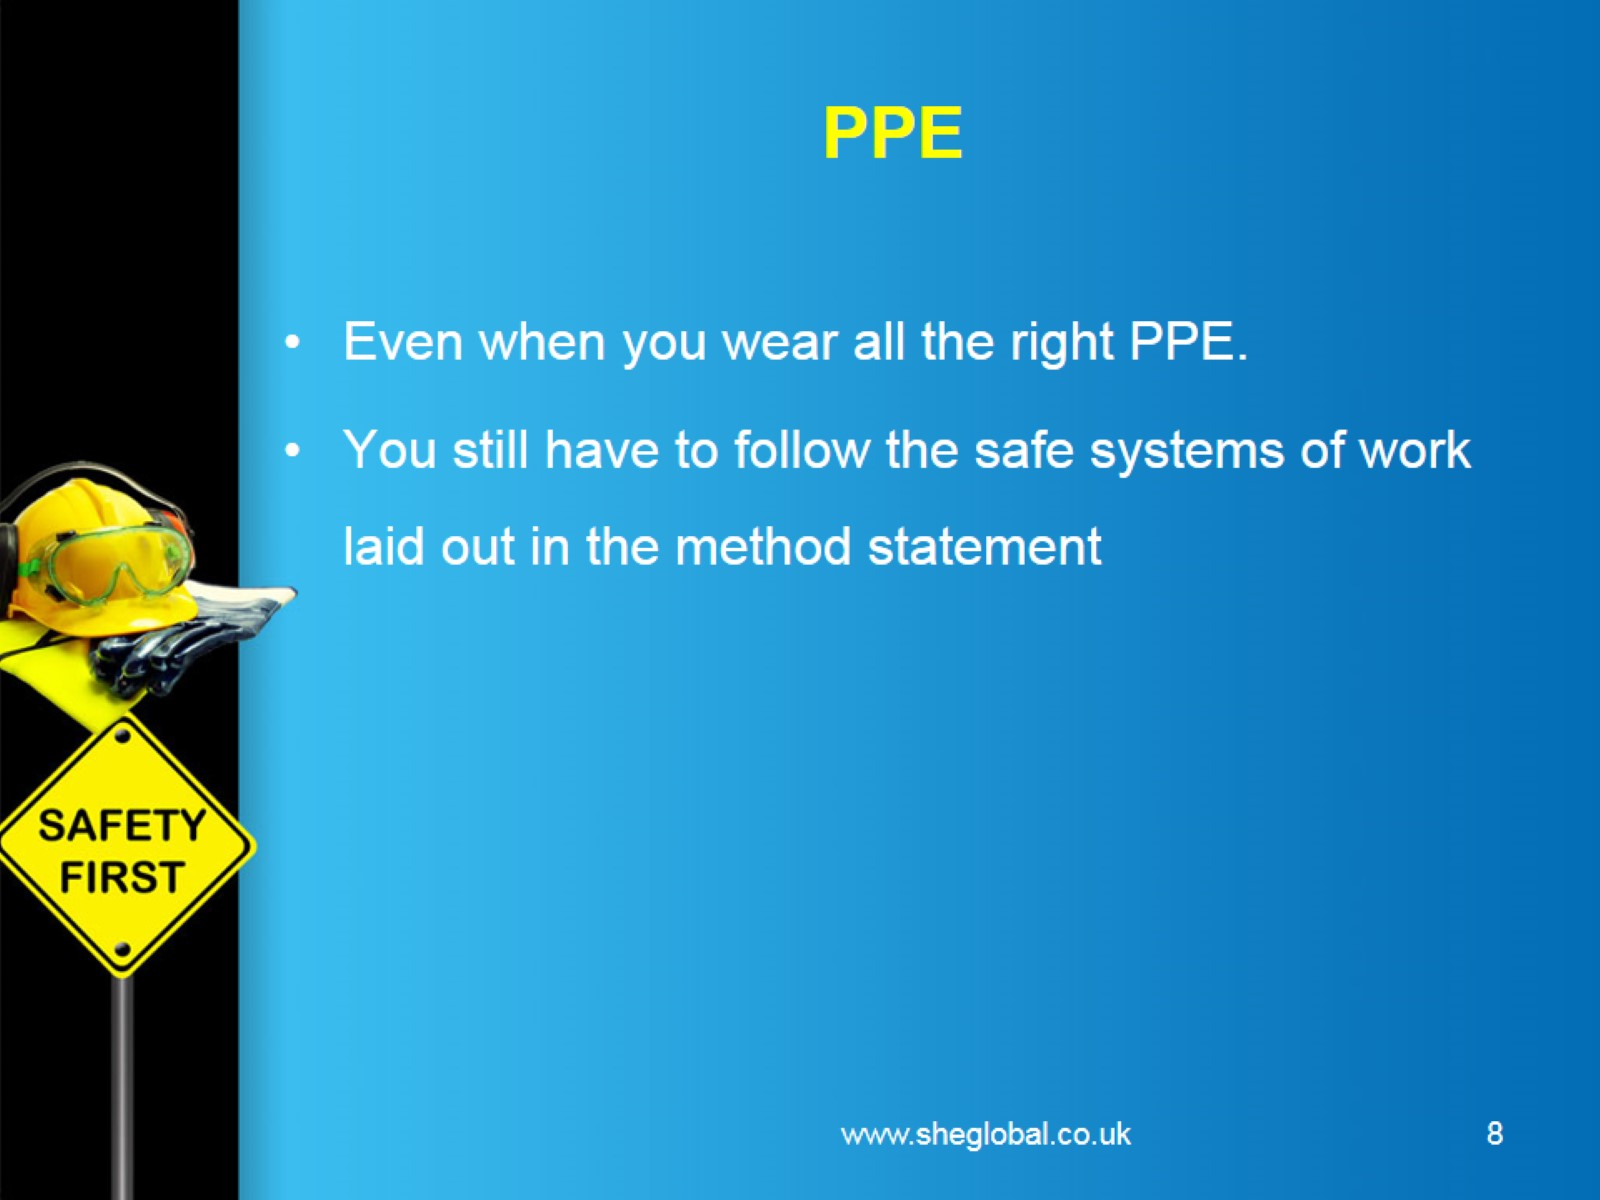 PPE
• Even when you wear all the right PPE.
• You still have to follow the safe systems of work
laid out in the method statement
SAFETY
FIRST
www.sheglobal.co.uk
8